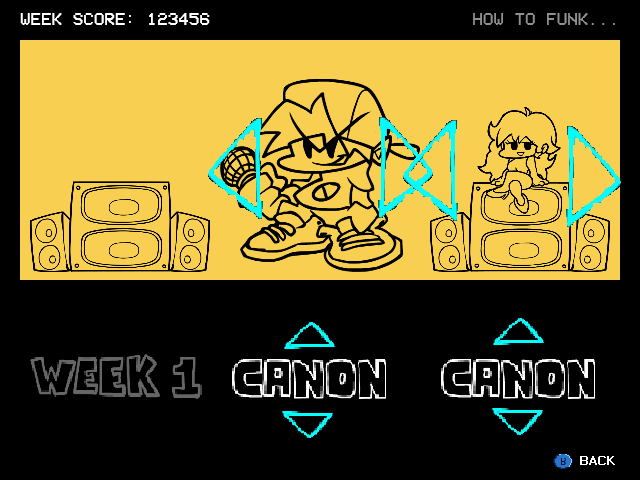 WEEK SCORE: 123456
HOW TO FUNK...
WEEK 1
CANON
CANON
B BACK